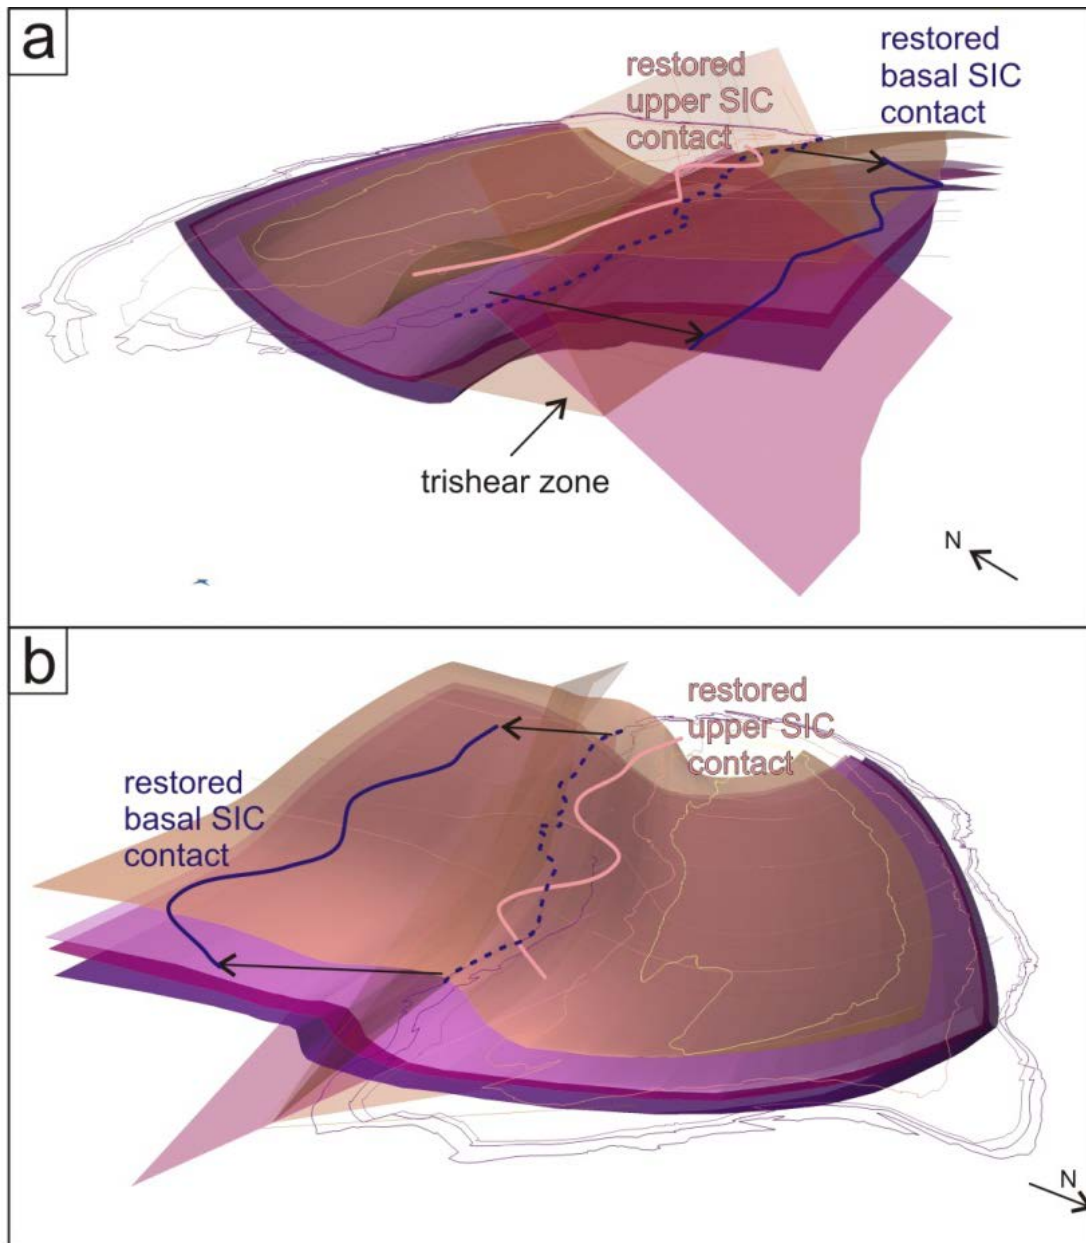 a
restored
upper SIC
contact
restored
basal SIC
contact
trishear zone
N
b
restored
upper SIC
contact
restored
basal SIC
contact
N